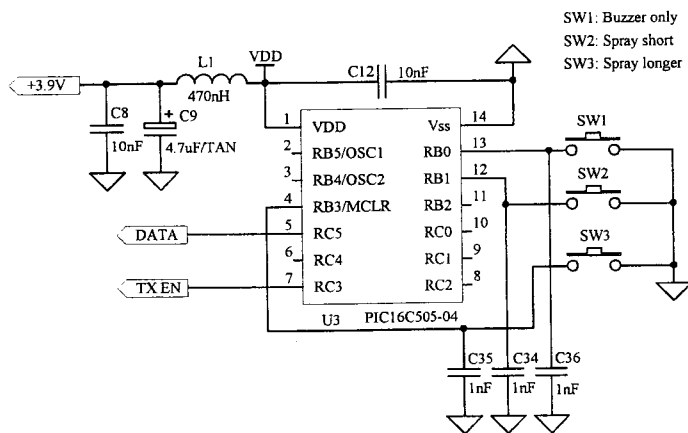 SW1: Buzzer only
SW2: Spray short
SW3: Spray longer
VDD
L1
+3.9V
470nH
C12
10nF
C8
10nF
+
C9
4.7uF/TAN
1
VDD
Vss
14
2
RB5/OSC1
RB0
13
SW1
3
RB4/OSC2
RB1
12
SW2
4
RB3/MCLR
RB2
11
DATA
5
RC5
RC0
10
SW3
6
RC4
RC1
9
TX EN
7
RC3
RC2
8
U3
PIC16C505-04
C35
1nF
C34
1nF
C36
1nF